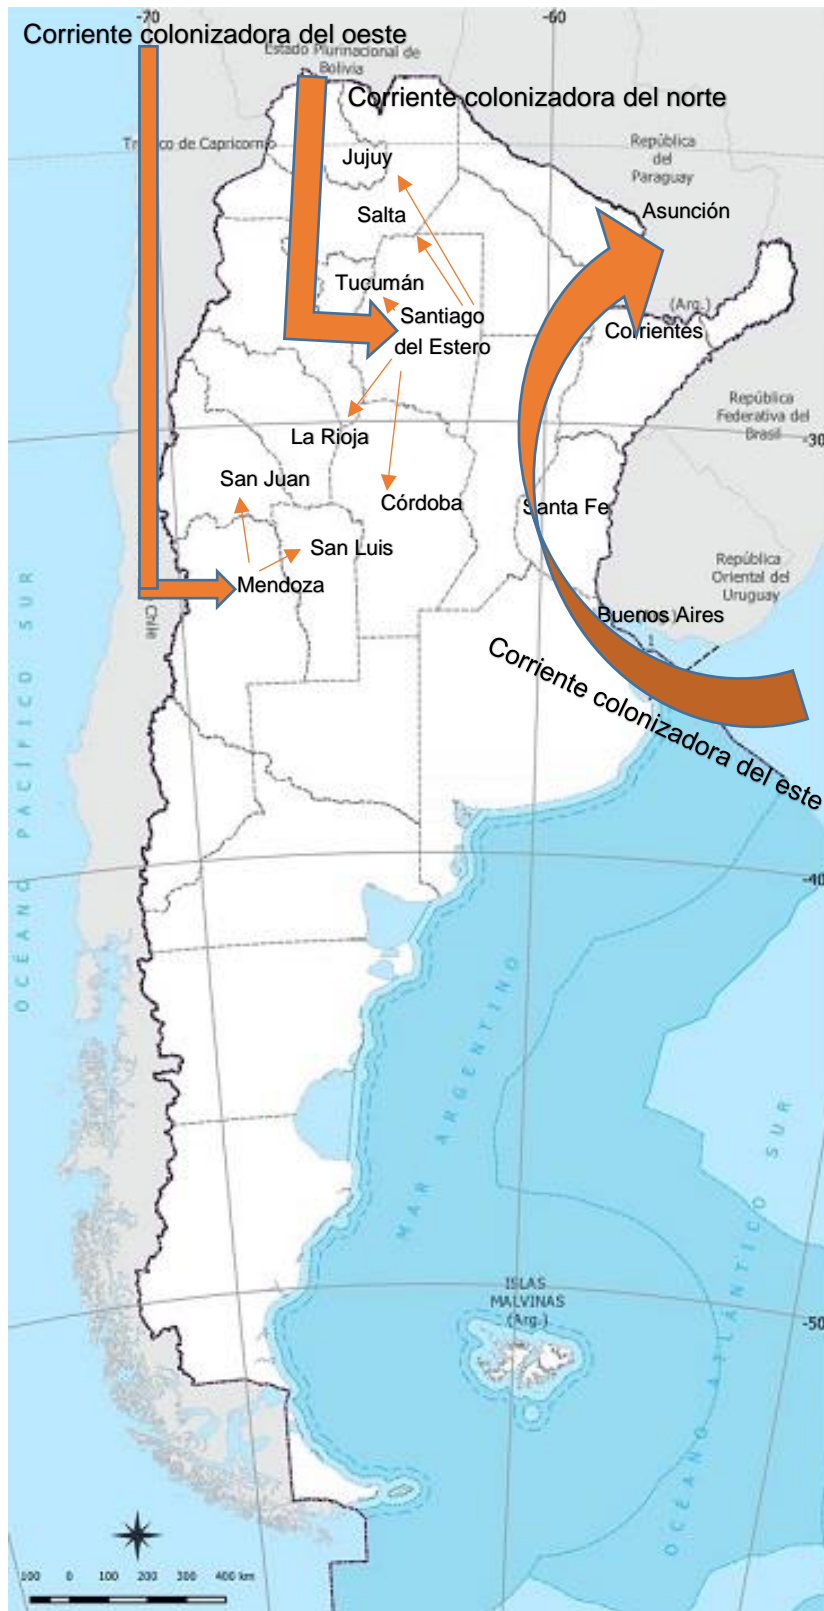 -70
-60
Corriente colonizadora del oeste
Estado Plurinacional de
Bolivia
Corriente colonizadora del norte
Trópico de Capricornio
República
del
Paraguay
Jujuy
Salta
Asunción
Tucumán
(Arg.)
Santiago
del Estero
Corrientes
República
Federativa del
Brasil
-30
La Rioja
San Juan
Córdoba
Santa Fe
San Luis
Mendoza
República
Oriental del
Uruguay
Chile
Buenos Aires
Corriente colonizadora del este
OCÉANO PACÍFICO SUR
-40
MAR ARGENTINO
ISLAS
MALVINAS
(Arg.)
-50
OCÉANO ATLÁNTICO SUR
100 0 100 200 300 400 km